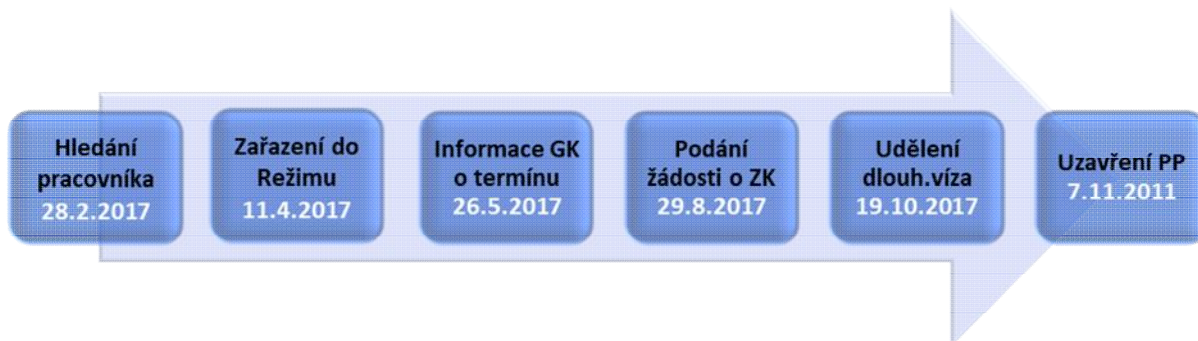 Hledání
pracovníka
28.2.2017
Zařazení do
Režimu
11.4.2017
Informace GK
o termínu
26.5.2017
Podání
žádosti o ZK
29.8.2017
Udělení
dlouh.víza
19.10.2017
Uzavření PP
7.11.2011